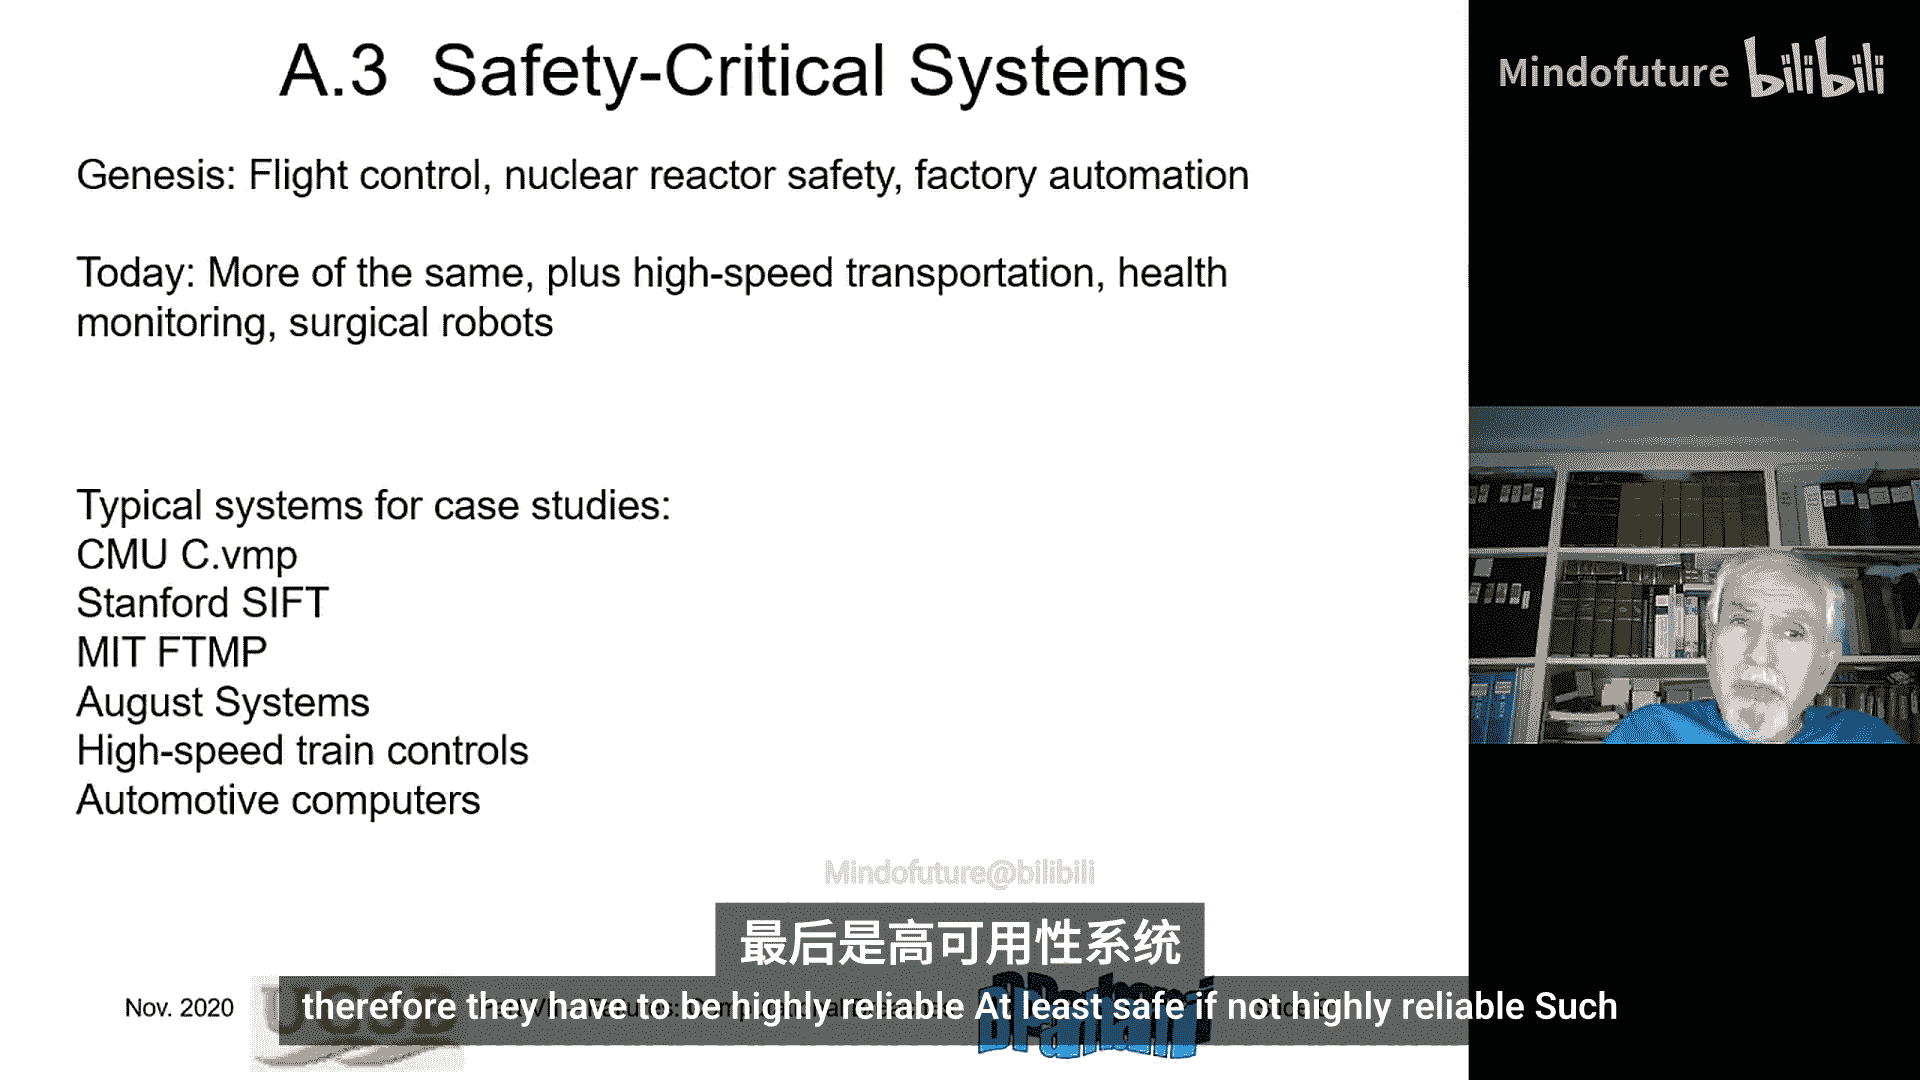 A.3 Safety-Critical Systems
Mindofuture bilibili
Genesis: Flight control, nuclear reactor safety, factory automation
Today: More of the same, plus high-speed transportation, health
monitoring, surgical robots
Typical systems for case studies:
CMU C.vmp
Stanford SIFT
MIT FTMP
August Systems
High-speed train controls
Automotive computers
Mindofuture@bilibili
最后是高可用性系统
Nov. 2020
therefore they have to be highly reliable At least safe if not highly reliable Such